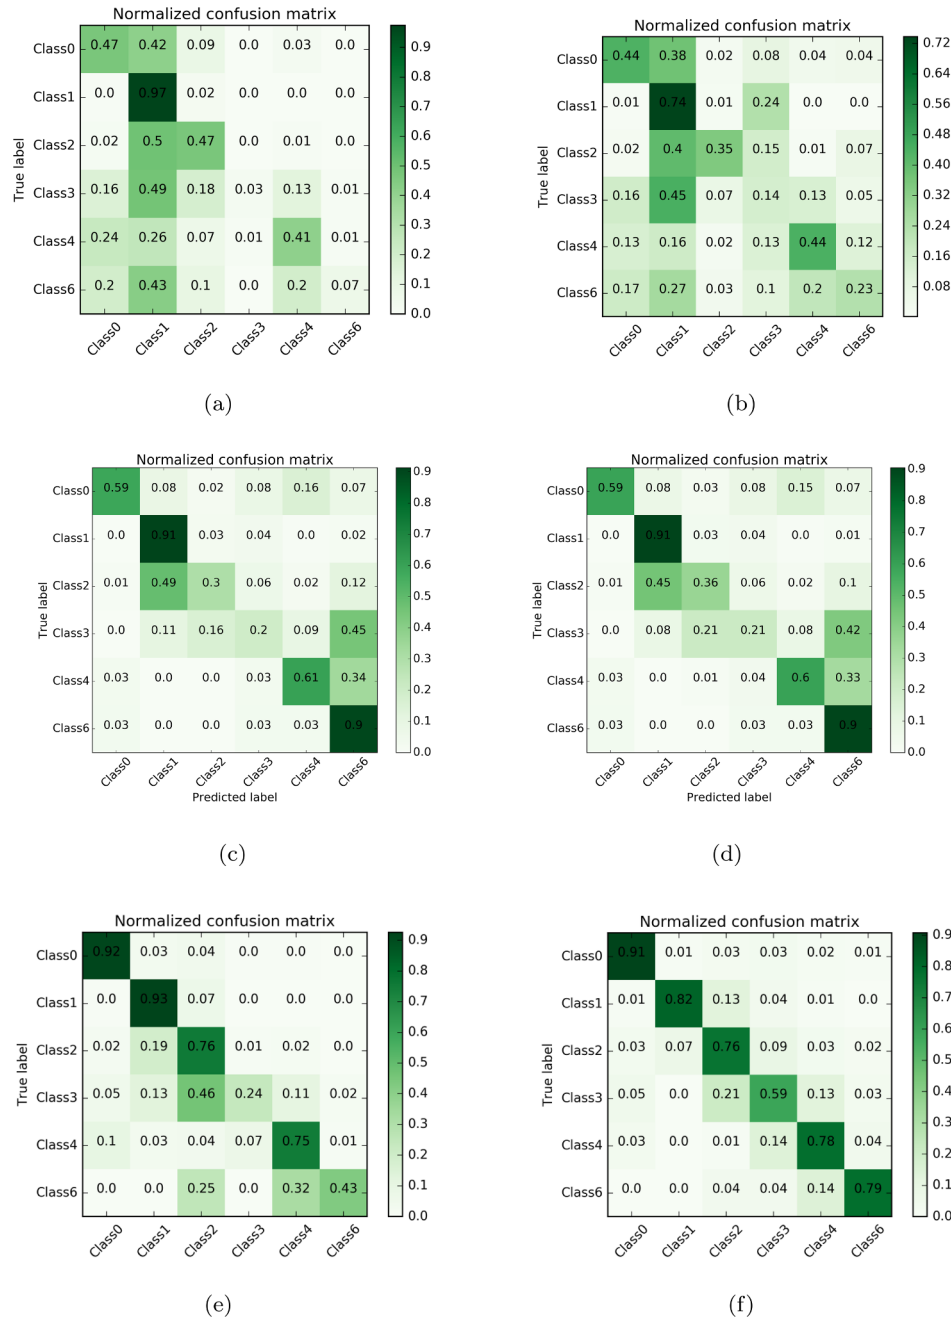 Normalized confusion matrix
Class0 0.47 0.42 0.09 0.0 0.03 0.0
Class1 0.0 0.97 0.02 0.0 0.0 0.0
Class2 0.02 0.5 0.47 0.0 0.01 0.0
Class3 0.16 0.49 0.18 0.03 0.13 0.01
Class4 0.24 0.26 0.07 0.01 0.41 0.01
Class6 0.2 0.43 0.1 0.0 0.2 0.07
True label
Class0 Class1 Class2 Class3 Class4 Class6
0.9
0.8
0.7
0.6
0.5
0.4
0.3
0.2
0.1
0.0
(a)
Normalized confusion matrix
Class0 0.44 0.38 0.02 0.08 0.04 0.04
Class1 0.01 0.74 0.01 0.24 0.0 0.0
Class2 0.02 0.4 0.35 0.15 0.01 0.07
Class3 0.16 0.45 0.07 0.14 0.13 0.05
Class4 0.13 0.16 0.02 0.13 0.44 0.12
Class6 0.17 0.27 0.03 0.1 0.2 0.23
True label
Class0 Class1 Class2 Class3 Class4 Class6
0.72
0.64
0.56
0.48
0.40
0.32
0.24
0.16
0.08
(b)
Normalized confusion matrix
Class0 0.59 0.08 0.02 0.08 0.16 0.07
Class1 0.0 0.91 0.03 0.04 0.0 0.02
Class2 0.01 0.49 0.3 0.06 0.02 0.12
Class3 0.0 0.11 0.16 0.2 0.09 0.45
Class4 0.03 0.0 0.0 0.03 0.61 0.34
Class6 0.03 0.0 0.0 0.03 0.03 0.9
True label
Class0 Class1 Class2 Class3 Class4 Class6
Predicted label
0.9
0.8
0.7
0.6
0.5
0.4
0.3
0.2
0.1
0.0
(c)
Normalized confusion matrix
Class0 0.59 0.08 0.03 0.08 0.15 0.07
Class1 0.0 0.91 0.03 0.04 0.0 0.01
Class2 0.01 0.45 0.36 0.06 0.02 0.1
Class3 0.0 0.08 0.21 0.21 0.08 0.42
Class4 0.03 0.0 0.01 0.04 0.6 0.33
Class6 0.03 0.0 0.0 0.03 0.03 0.9
True label
Class0 Class1 Class2 Class3 Class4 Class6
Predicted label
0.9
0.8
0.7
0.6
0.5
0.4
0.3
0.2
0.1
0.0
(d)
Normalized confusion matrix
Class0 0.92 0.03 0.04 0.0 0.0 0.0
Class1 0.0 0.93 0.07 0.0 0.0 0.0
Class2 0.02 0.19 0.76 0.01 0.02 0.0
Class3 0.05 0.13 0.46 0.24 0.11 0.02
Class4 0.1 0.03 0.04 0.07 0.75 0.01
Class6 0.0 0.0 0.25 0.0 0.32 0.43
True label
Class0 Class1 Class2 Class3 Class4 Class6
0.9
0.8
0.7
0.6
0.5
0.4
0.3
0.2
0.1
0.0
(e)
Normalized confusion matrix
Class0 0.91 0.01 0.03 0.03 0.02 0.01
Class1 0.01 0.82 0.13 0.04 0.01 0.0
Class2 0.03 0.07 0.76 0.09 0.03 0.02
Class3 0.05 0.0 0.21 0.59 0.13 0.03
Class4 0.03 0.0 0.01 0.14 0.78 0.04
Class6 0.0 0.0 0.04 0.04 0.14 0.79
True label
Class0 Class1 Class2 Class3 Class4 Class6
0.9
0.8
0.7
0.6
0.5
0.4
0.3
0.2
0.1
0.0
(f)